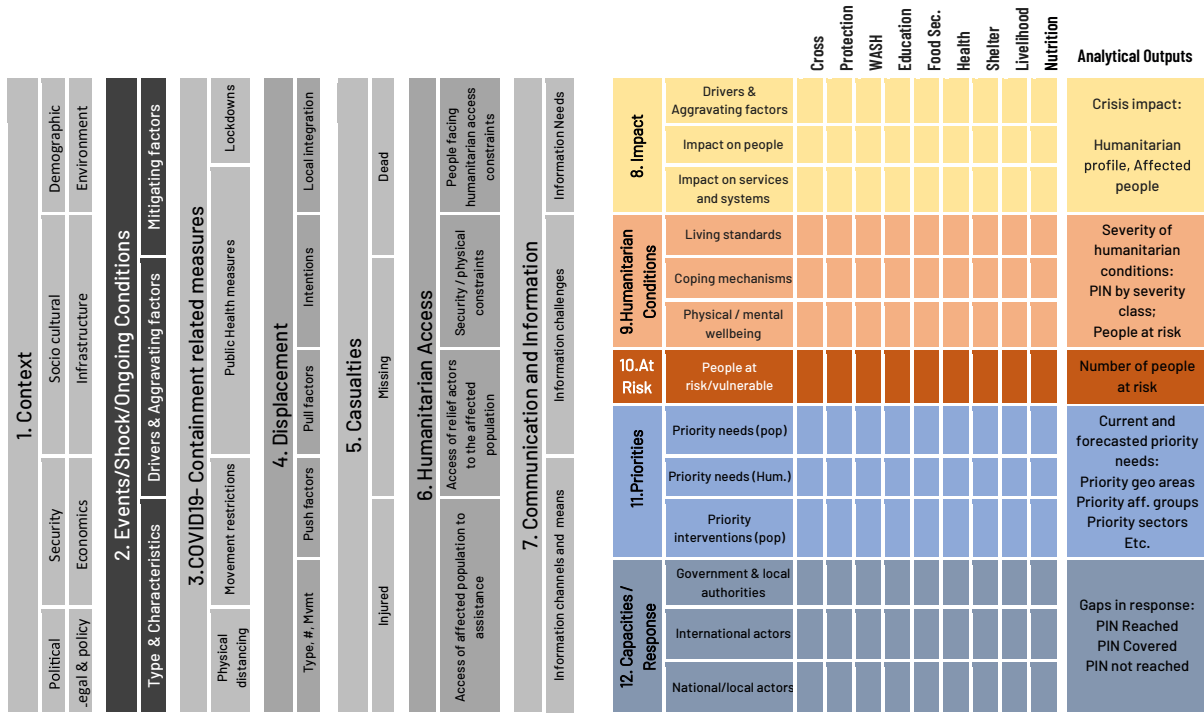 1. Context
Political
Security
Socio cultural
Demographic
-egal & policy
Economics
Infrastructure
Environment
2. Events/Shock/Ongoing Conditions
Type & Characteristics
Drivers & Aggravating factors
Mitigating factors
3.COVID19- Containment related measures
Physical
distancing
Movement restrictions
Public Health measures
Lockdowns
4. Displacement
Type, #, Mvmt
Push factors
Pull factors
Intentions
Local integration
5. Casualties
Injured
Missing
Dead
6. Humanitarian Access
Access of affected population to
assistance
Access of relief actors
to the affected
population
Security / physical
constraints
People facing
humanitarian access
constraints
7. Communication and Information
Information channels and means
Information challenges
Information Needs
Cross
Protection
WASH
Education
Food Sec.
Health
Shelter
Livelihood
Nutrition
Analytical Outputs
8. Impact
Drivers &
Aggravating factors
Impact on people
Impact on services
and systems
Crisis impact:
Humanitarian
profile, Affected
people
9.Humanitarian
Conditions
Living standards
Coping mechanisms
Physical / mental
wellbeing
Severity of
humanitarian
conditions:
PIN by severity
class;
People at risk
10.At
Risk
People at
risk/vulnerable
Number of people
at risk
11.Priorities
Priority needs (pop)
Priority needs (Hum.)
Priority
interventions (pop)
Current and
forecasted priority
needs:
Priority geo areas
Priority aff. groups
Priority sectors
Etc.
12. Capacities /
Response
Government & local
authorities
International actors
National/local actors
Gaps in response:
PIN Reached
PIN Covered
PIN not reached